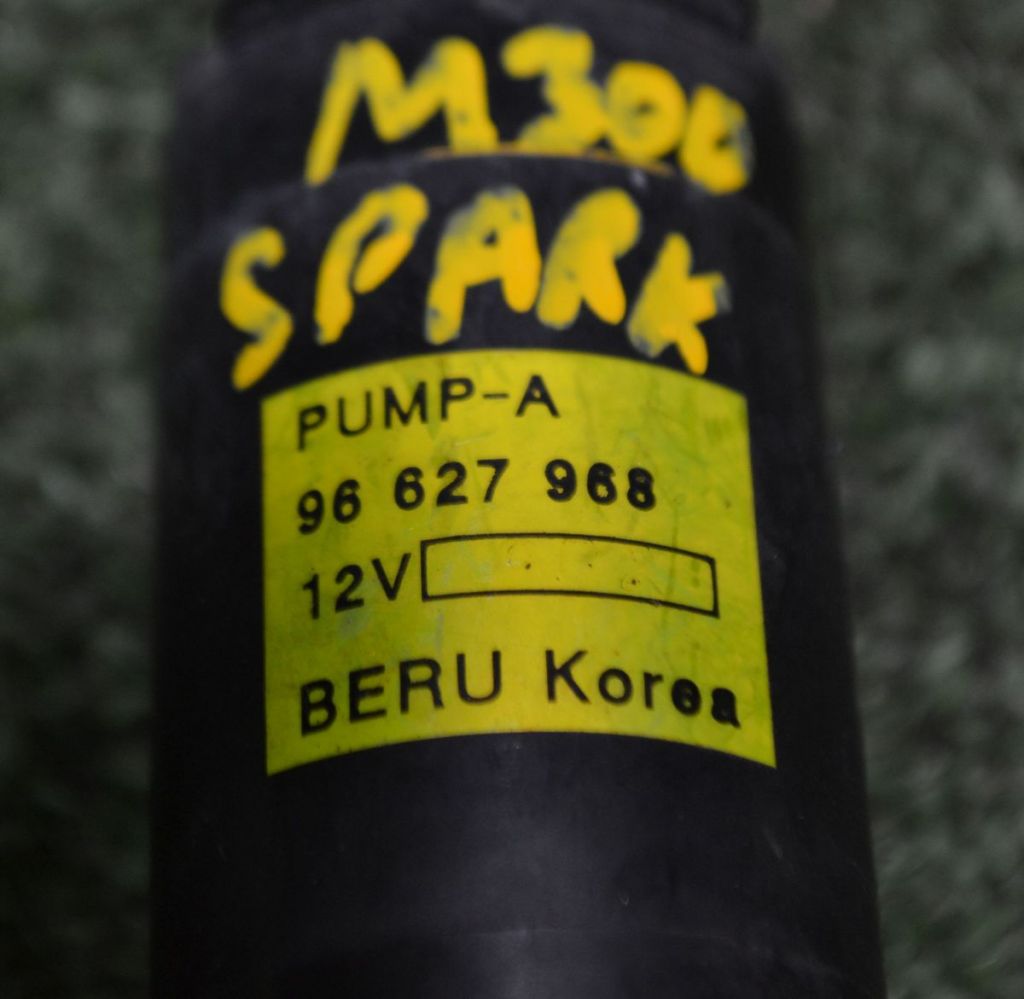 M300
SPARK
PUMP-A
96 627 968
12V
BERU Korea